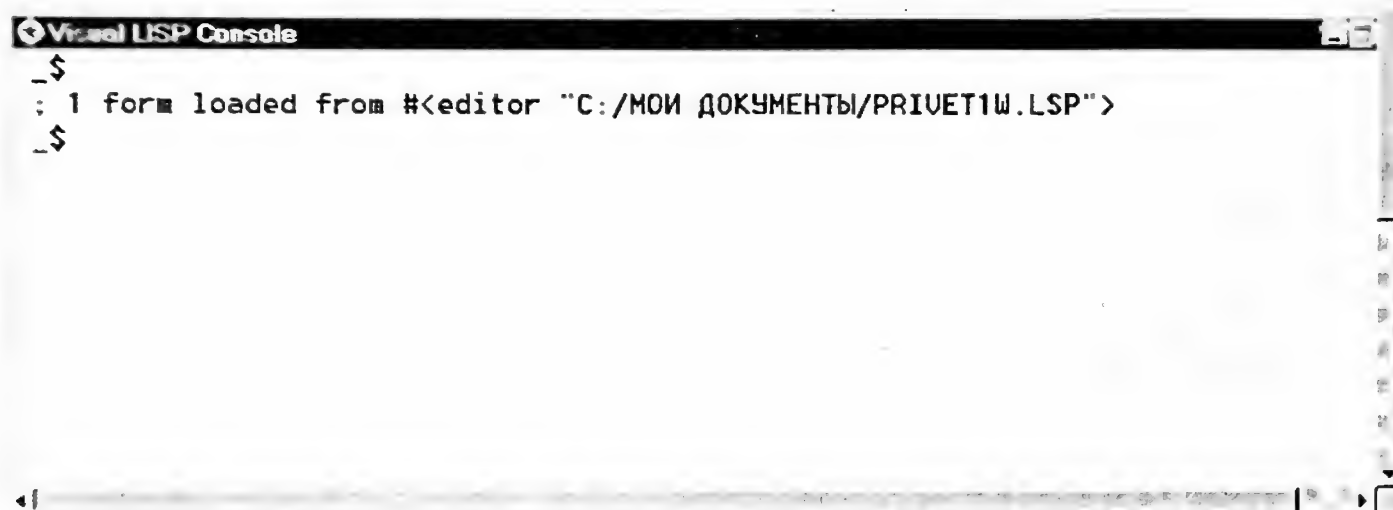 Visual LISP Console
_$
; 1 form loaded from #<editor "C:/МОИ ДОКУМЕНТЫ/PRIVET1W.LSP">
_$